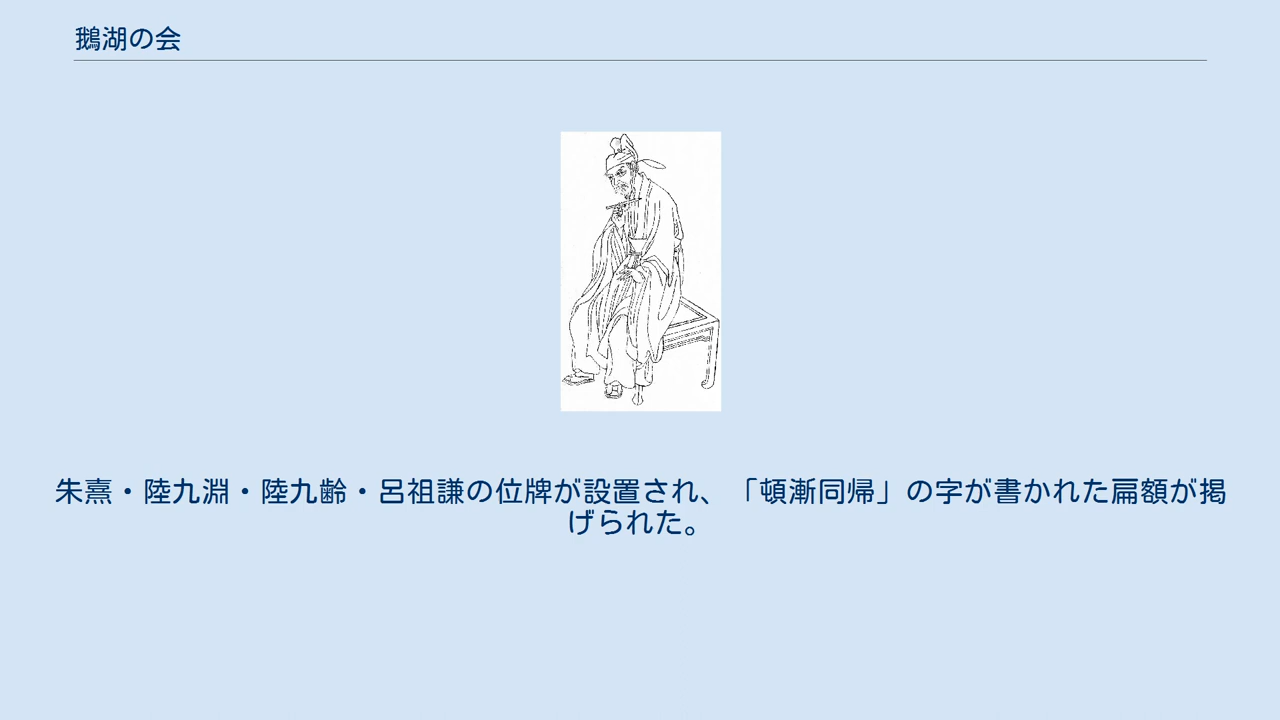 鵝湖の会
朱熹・陸九淵・陸九齢・呂祖謙の位牌が設置され、「頓漸同帰」の字が書かれた扁額が掲
げられた。